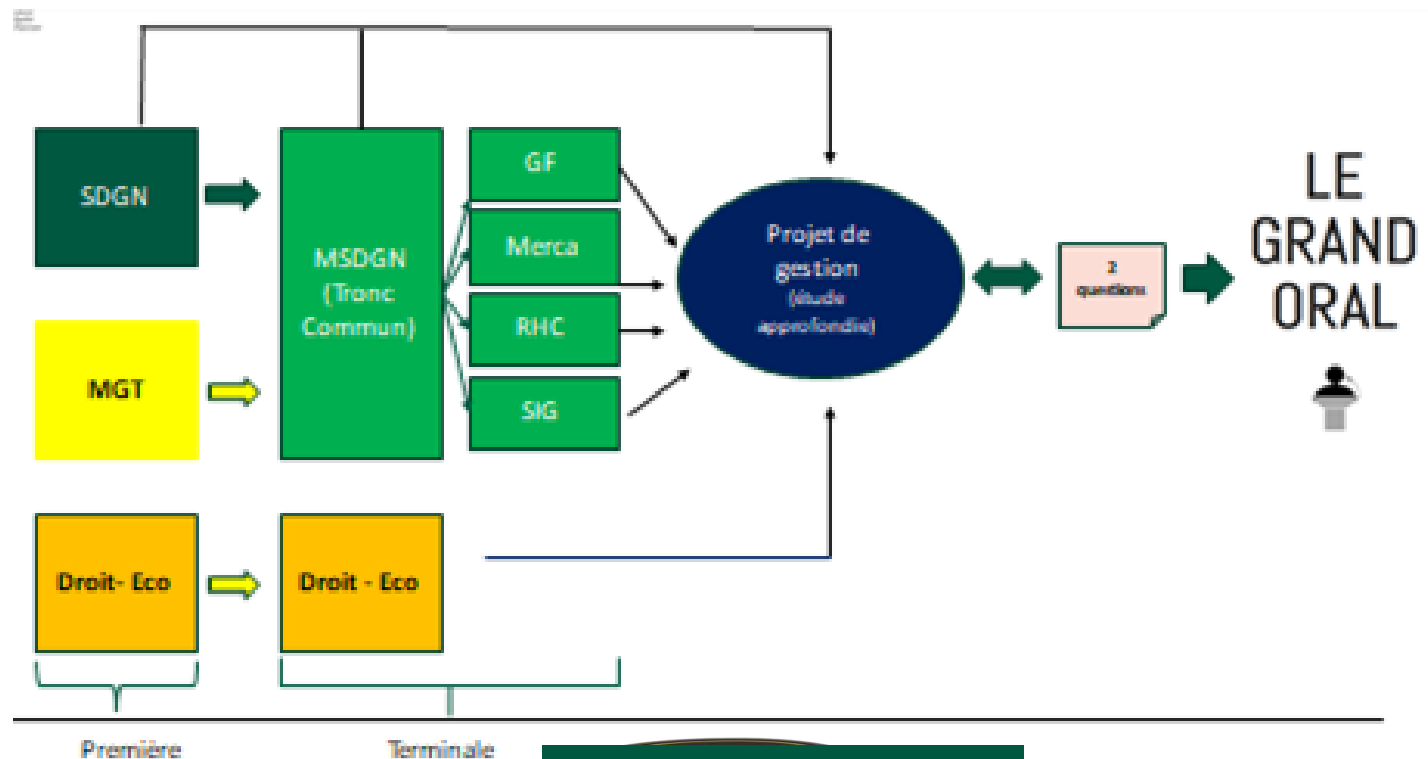 SDGN
MGT
Droit- Eco
MSDGN
(Tronc
Commun)
Droit - Eco
GF
Merca
RHC
SIG
Projet de
gestion
(étude
approfondie)
2
questions
LE
GRAND
ORAL
Première
Terminale